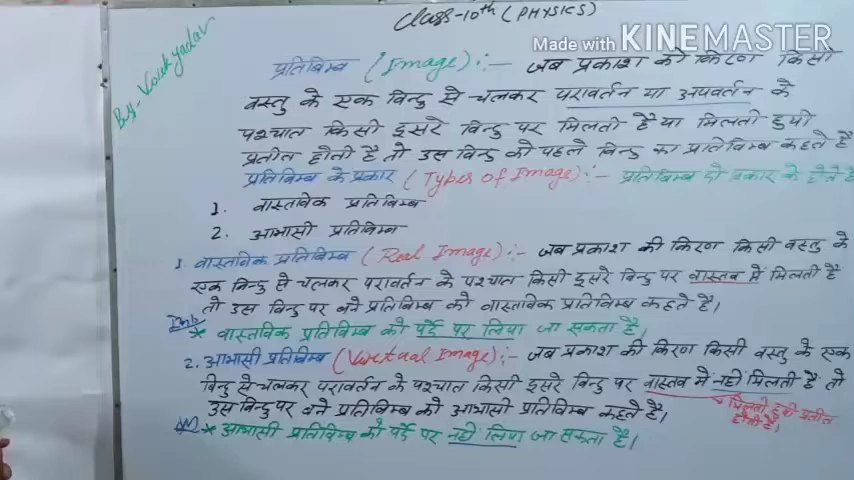 Class-10th (PHYSICS)
Made with KINEMASTER
By:- Vivek yadav
प्रतिबिम्ब (Image) :- जब प्रकाश की किरण किसी
वस्तु के एक बिन्दु से चलकर परावर्तन या अपवर्तन के
पश्चात किसी दूसरे बिन्दु पर मिलती है या मिलती हुयी
प्रतीत होती है तो उस बिन्दु को पहले बिन्दु का प्रतिबिम्ब कहते है
प्रतिबिम्ब के प्रकार (Types of Image) :- प्रतिबिम्ब दो प्रकार के होते है
1. वास्तविक प्रतिबिम्ब
2. आभासी प्रतिबिम्ब
1. वास्तविक प्रतिबिम्ब (Real Image) :- जब प्रकाश की किरण किसी वस्तु के
एक बिन्दु से चलकर परावर्तन के पश्चात किसी दूसरे बिन्दु पर वास्तव में मिलती है
तो उस बिन्दु पर बने प्रतिबिम्ब को वास्तविक प्रतिबिम्ब कहते है।
Imp * वास्तविक प्रतिबिम्ब को पर्दे पर लिया जा सकता है।
2. आभासी प्रतिबिम्ब (Virtual Image) :- जब प्रकाश की किरण किसी वस्तु के एक
बिन्दु से चलकर परावर्तन के पश्चात किसी दूसरे बिन्दु पर वास्तव में नहीं मिलती है तो
मिलती हुयी प्रतीत
होती है।
उस बिन्दु पर बने प्रतिबिम्ब को आभासी प्रतिबिम्ब कहते है।
* आभासी प्रतिबिम्ब को पर्दे पर नहीं लिया जा सकता है।